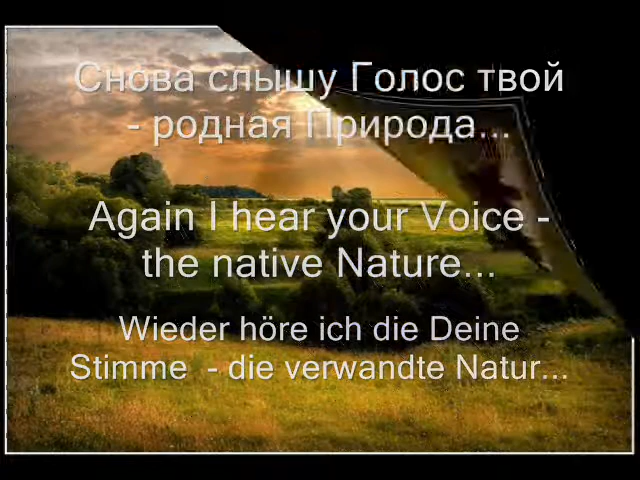 Снова слышу Голос твой
- родная Природа...
Again I hear your Voice -
the native Nature...
Wieder höre ich die Deine
Stimme - die verwandte Natur...